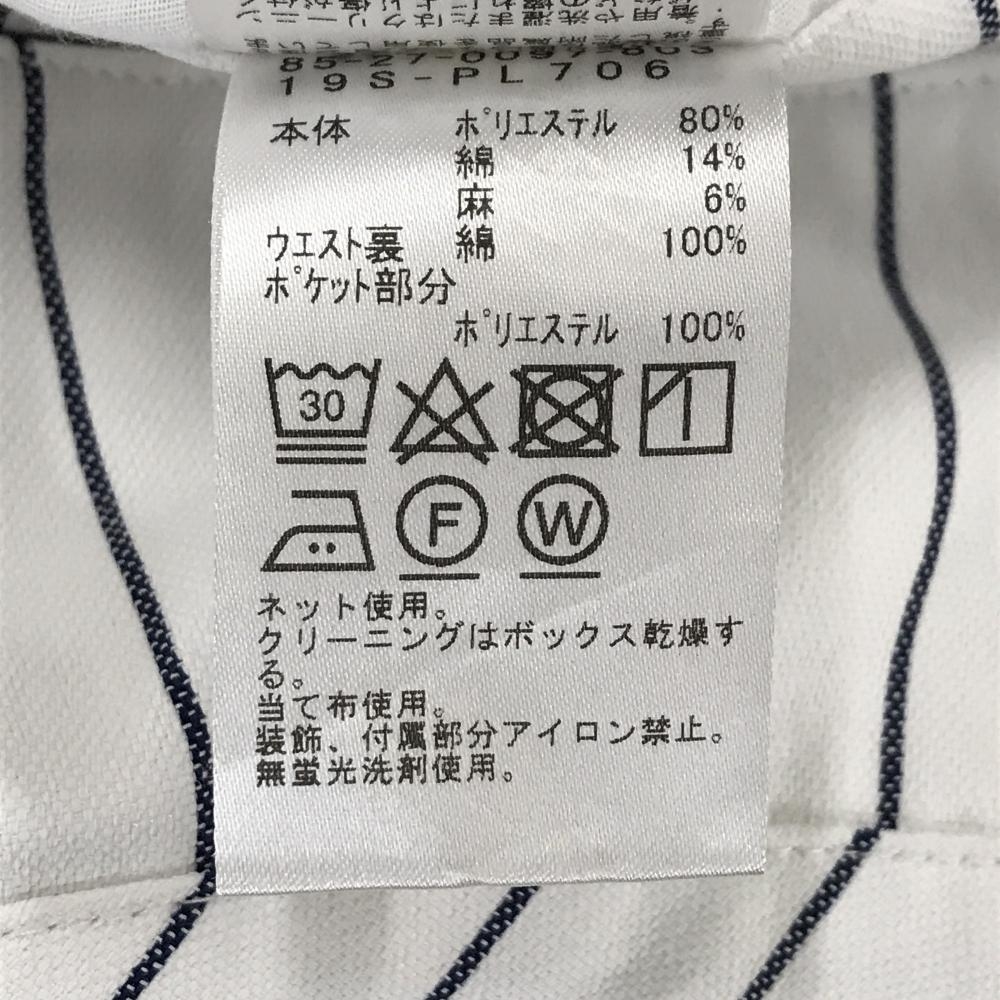 19S-PL706
本体 ポリエステル 80%
綿 14%
麻 6%
ウエスト裏 綿 100%
ポケット部分
ポリエステル 100%
30
F W
ネット使用。
クリーニングはボックス乾燥す
る。
当て布使用。
装飾、付属部分アイロン禁止。
無蛍光洗剤使用。